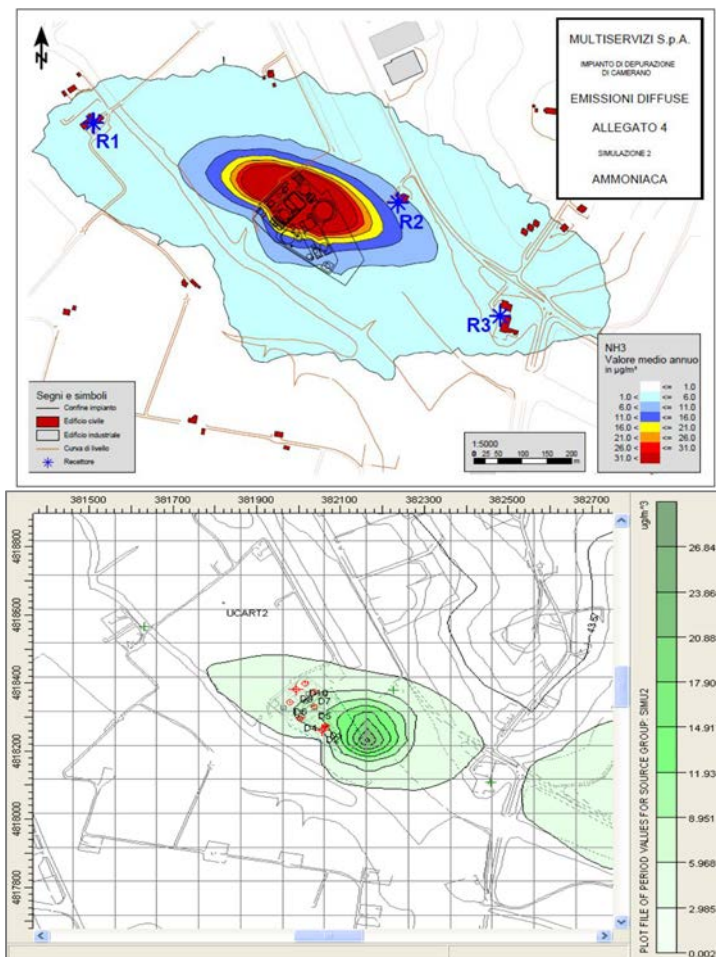 MULTISERVIZI S.p.A.
IMPIANTO DI DEPURAZIONE
DI CAMERANO
EMISSIONI DIFFUSE
ALLEGATO 4
SIMULAZIONE 2
AMMONIACA
N
R1
R2
R3
Segni e simboli
Confine impianto
Edificio civile
Edificio industriale
Curva di livello
Recettore
1:5000
0 25 50 100 150 200
m
NH3
Valore medio annuo
in µg/m³
<= 1.0
1.0 < <= 6.0
6.0 < <= 11.0
11.0 < <= 16.0
16.0 < <= 21.0
21.0 < <= 26.0
26.0 < <= 31.0
31.0 <
381500 381700 381900 382100 382300 382500 382700
4818800
4818600
4818400
4818200
4818000
4817800
UCART2
D10
D7
D5
D4
ug/m^3
26.84
23.86
20.88
17.90
14.91
11.93
8.951
5.968
2.985
0.002
PLOT FILE OF PERIOD VALUES FOR SOURCE GROUP: SIMU2